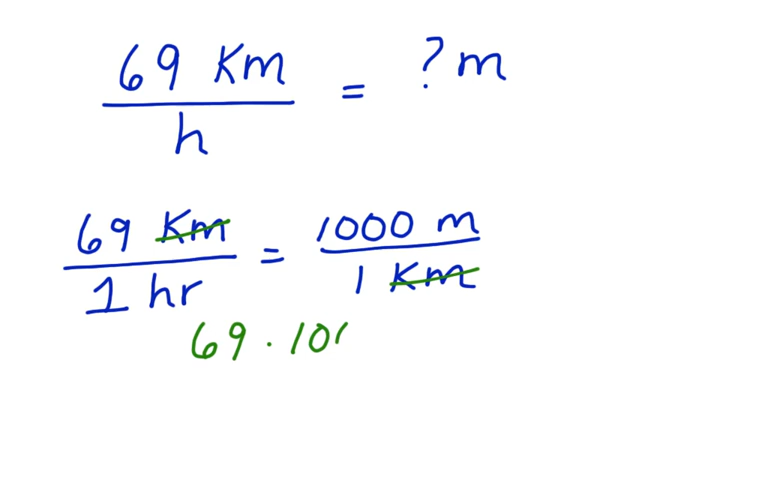 69 Km / h = ? m
69 Km / 1 hr = 1000 m / 1 Km
69 . 10